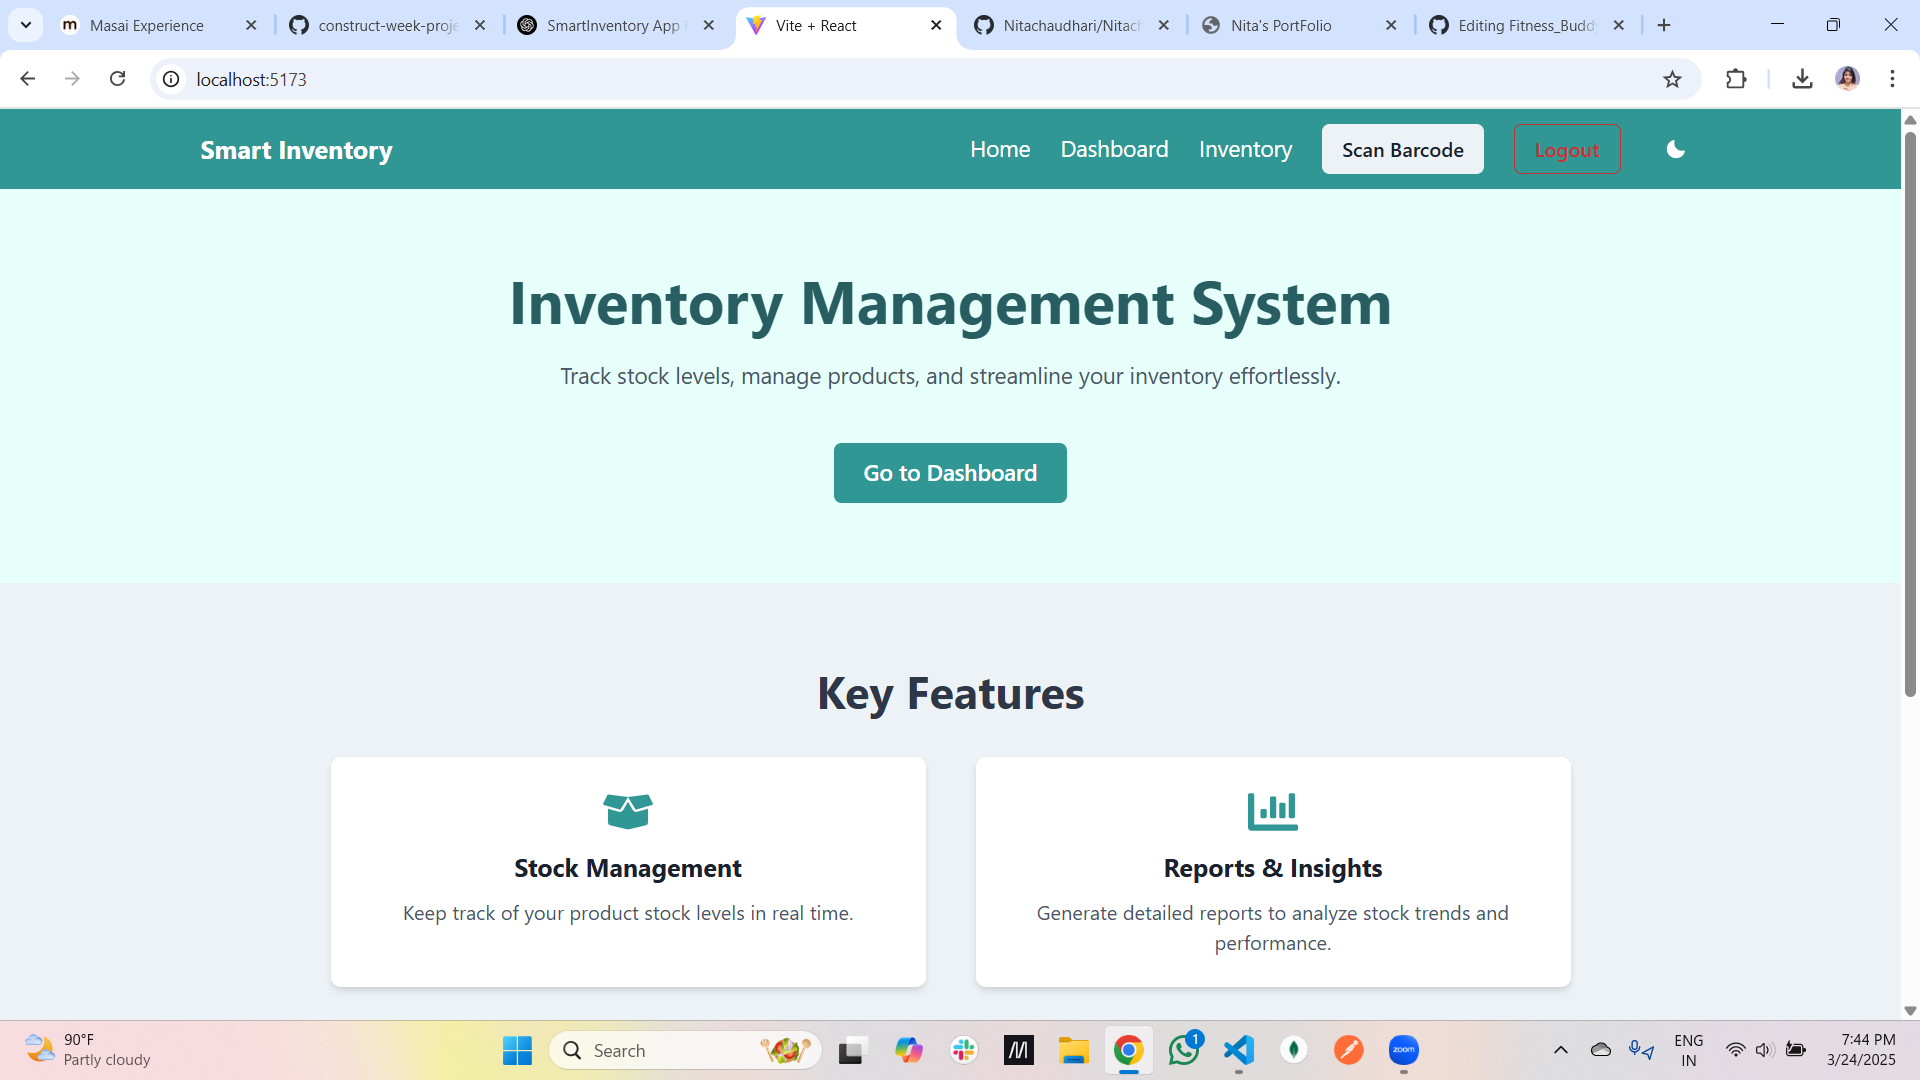 Masai Experience
construct-week-proje
SmartInventory App
Vite + React
Nitachaudhari/Nitach
Nita's PortFolio
Editing Fitness_Budd
localhost:5173
Smart Inventory
Home
Dashboard
Inventory
Scan Barcode
Logout
Inventory Management System
Track stock levels, manage products, and streamline your inventory effortlessly.
Go to Dashboard
Key Features
Stock Management
Keep track of your product stock levels in real time.
Reports & Insights
Generate detailed reports to analyze stock trends and
performance.
90°F
Partly cloudy
Search
1
zoom
ENG
IN
7:44 PM
3/24/2025